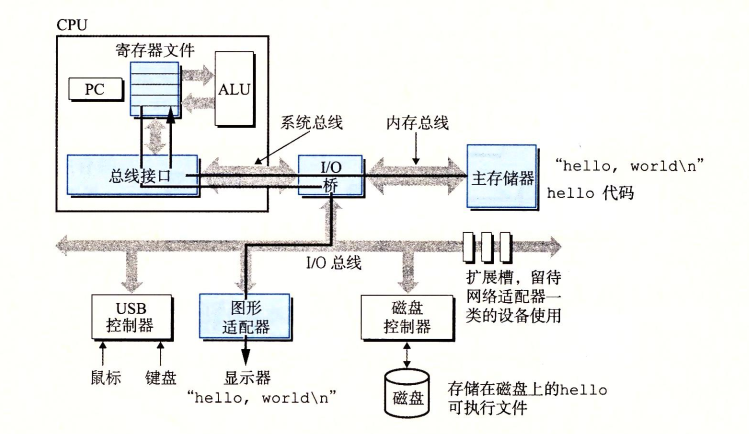 CPU
寄存器文件
PC
ALU
系统总线
内存总线
总线接口
I/O
桥
主存储器
“hello, world\n”
hello 代码
I/O 总线
扩展槽，留待
网络适配器一
类的设备使用
USB
控制器
图形
适配器
磁盘
控制器
鼠标
键盘
显示器
“hello, world\n”
磁盘
存储在磁盘上的hello
可执行文件